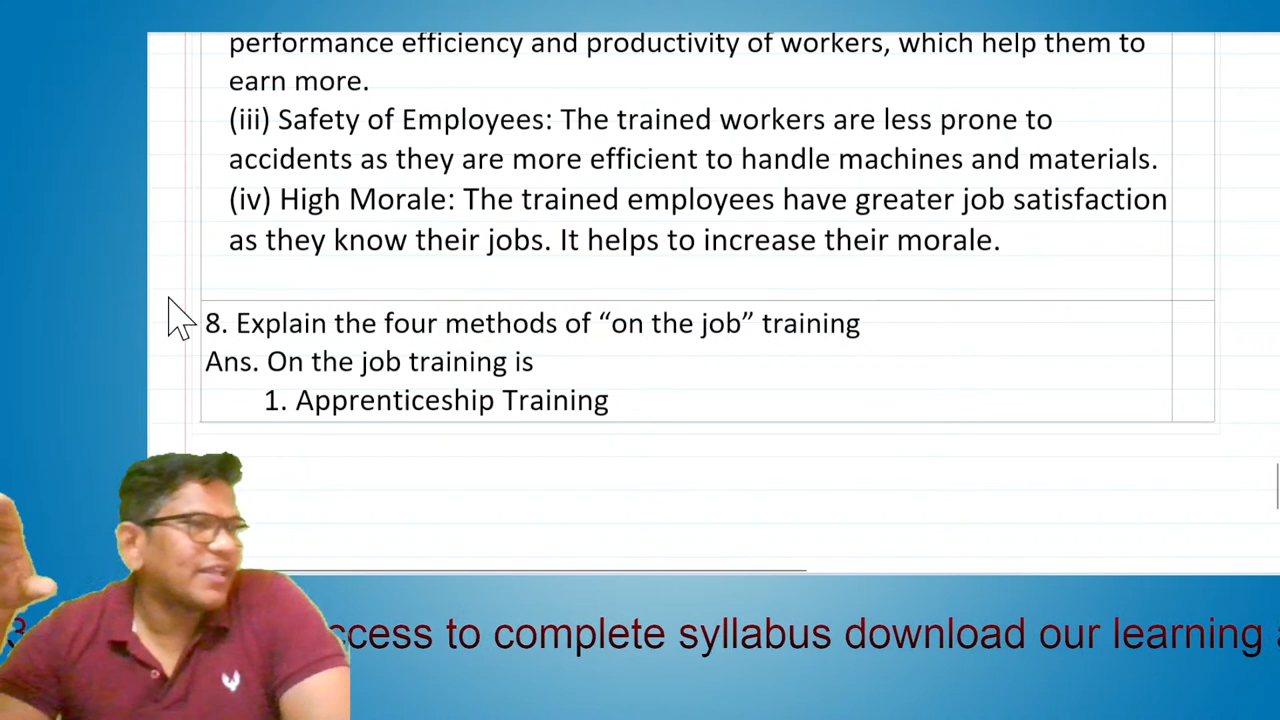 performance efficiency and productivity of workers, which help them to
earn more.
(iii) Safety of Employees: The trained workers are less prone to
accidents as they are more efficient to handle machines and materials.
(iv) High Morale: The trained employees have greater job satisfaction
as they know their jobs. It helps to increase their morale.
8. Explain the four methods of “on the job” training
Ans. On the job training is
1. Apprenticeship Training
to complete syllabus download our learning